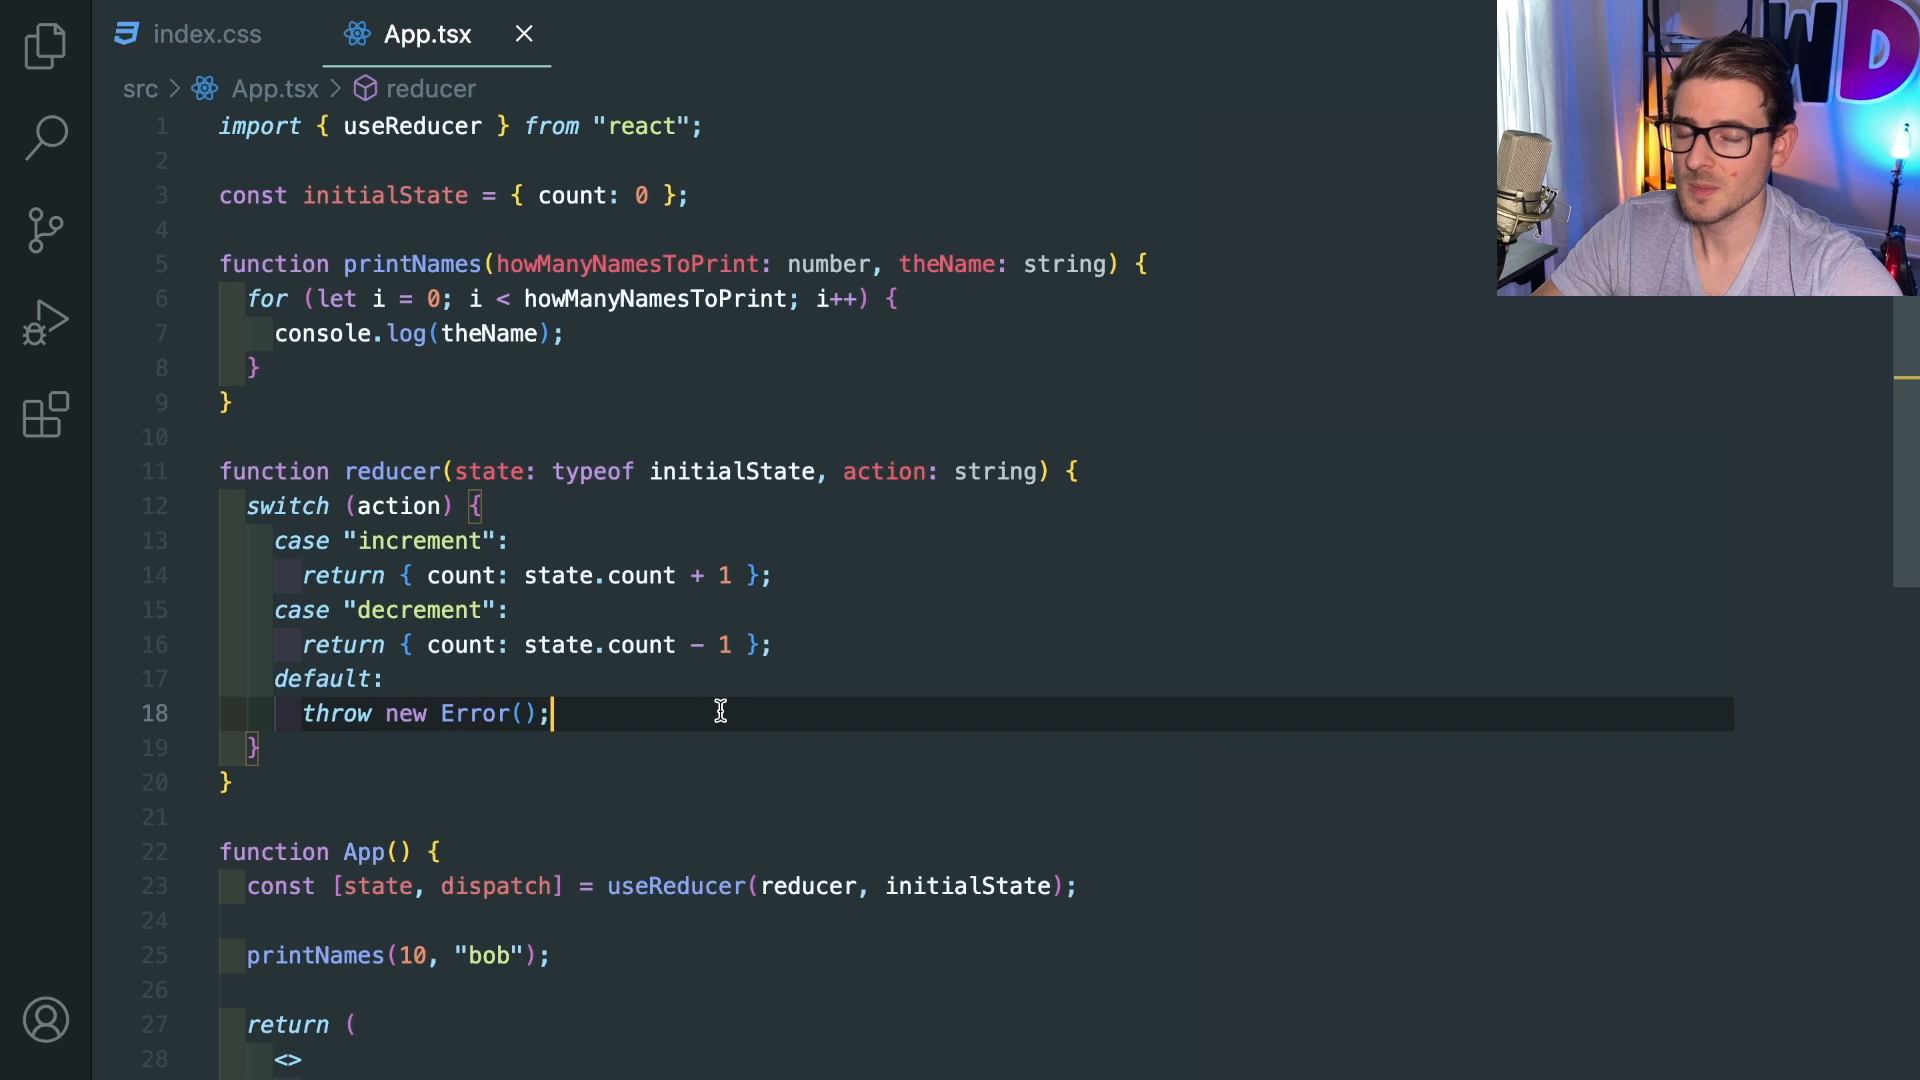 index.css
App.tsx
src > App.tsx > reducer
WD
1 import { useReducer } from "react";
2
3 const initialState = { count: 0 };
4
5 function printNames(howManyNamesToPrint: number, theName: string) {
6 for (let i = 0; i < howManyNamesToPrint; i++) {
7 console.log(theName);
8 }
9 }
10
11 function reducer(state: typeof initialState, action: string) {
12 switch (action) {
13 case "increment":
14 return { count: state.count + 1 };
15 case "decrement":
16 return { count: state.count - 1 };
17 default:
18 throw new Error();
19 }
20 }
21
22 function App() {
23 const [state, dispatch] = useReducer(reducer, initialState);
24
25 printNames(10, "bob");
26
27 return (
28 <>